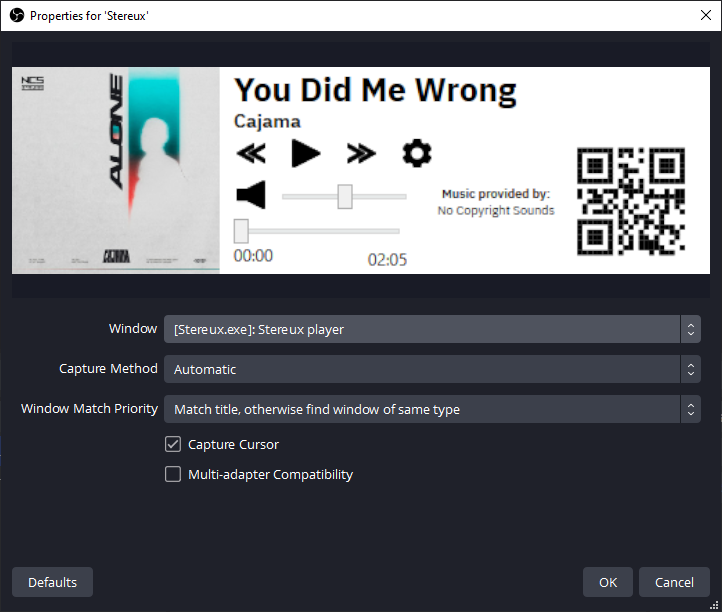 Properties for 'Stereux'
NCS
ALONE
CAJAMA
You Did Me Wrong
Cajama
Music provided by:
No Copyright Sounds
00:00
02:05
Window
[Stereux.exe]: Stereux player
Capture Method
Automatic
Window Match Priority
Match title, otherwise find window of same type
Capture Cursor
Multi-adapter Compatibility
Defaults
OK
Cancel